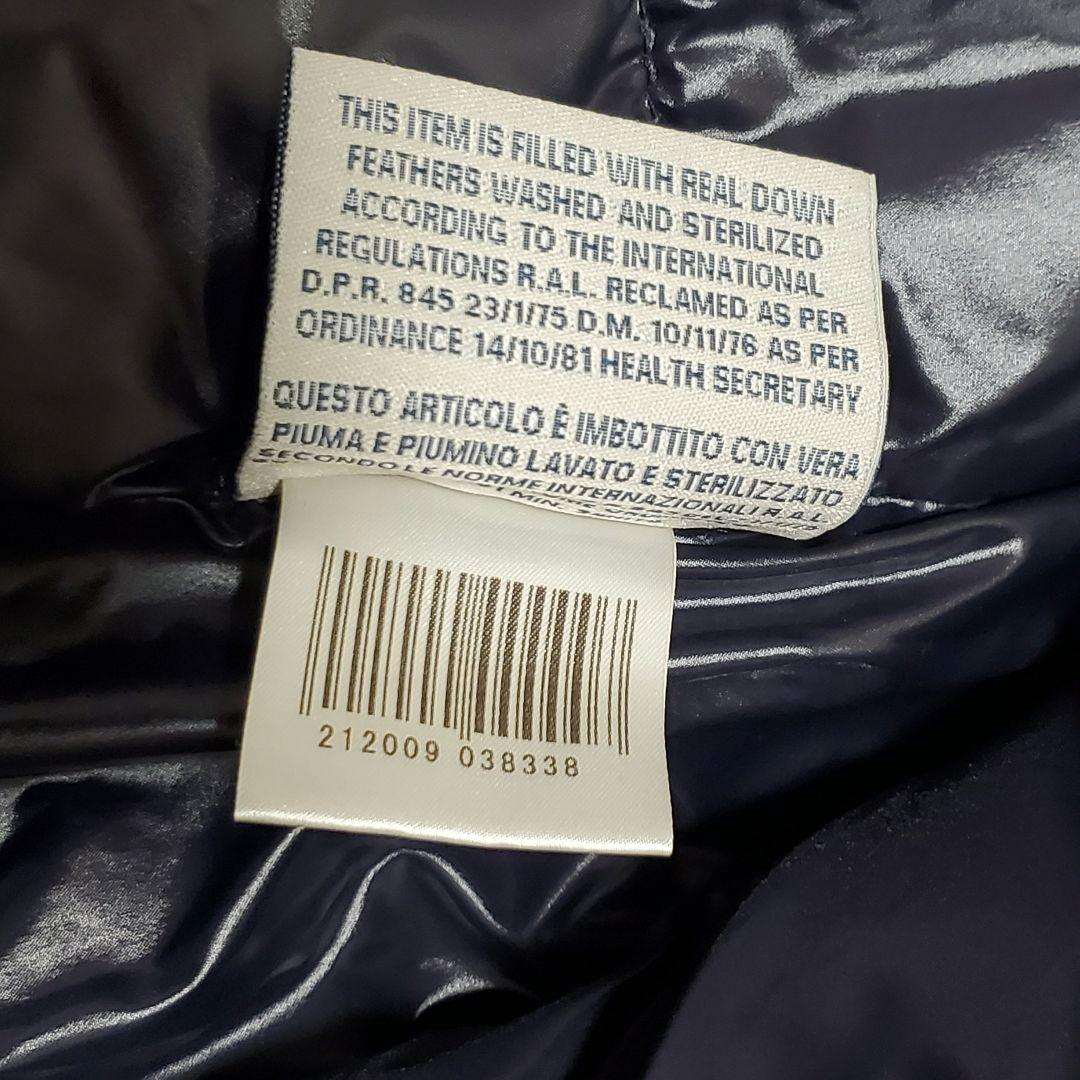 THIS ITEM IS FILLED WITH REAL DOWN
FEATHERS WASHED AND STERILIZED
ACCORDING TO THE INTERNATIONAL
REGULATIONS R.A.L. RECLAMED AS PER
D.P.R. 845 23/1/75 D.M. 10/11/76 AS PER
ORDINANCE 14/10/81 HEALTH SECRETARY
QUESTO ARTICOLO È IMBOTTITO CON VERA
PIUMA E PIUMINO LAVATO E STERILIZZATO
SECONDO LE NORME INTERNAZIONALI R.A.L.
212009 038338